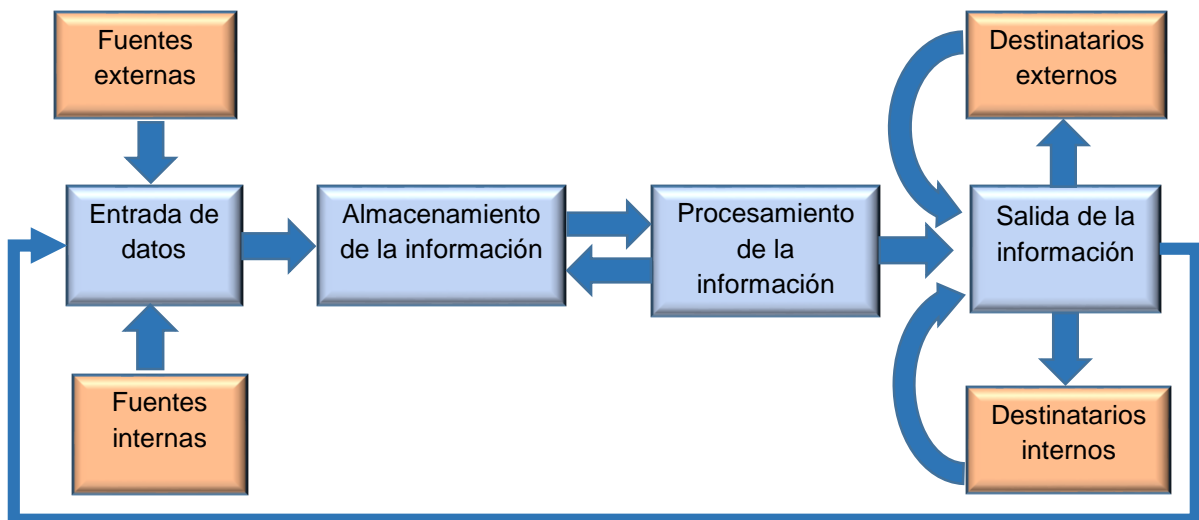 Fuentes
externas
Destinatarios
externos
Entrada de
datos
Almacenamiento
de la información
Procesamiento
de la
información
Salida de la
información
Fuentes
internas
Destinatarios
internos